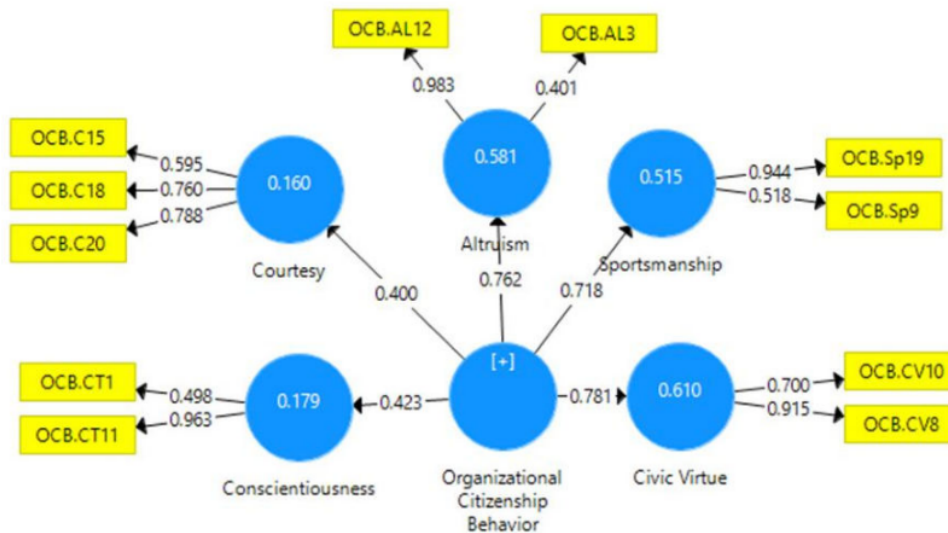 OCB.AL12
OCB.AL3
0.983
0.401
OCB.C15
OCB.C18
OCB.C20
0.595
0.760
0.788
0.160
Courtesy
0.581
Altruism
0.515
Sportsmanship
0.944
0.518
OCB.Sp19
OCB.Sp9
0.400
0.762
0.718
OCB.CT1
OCB.CT11
0.498
0.963
0.179
Conscientiousness
0.423
[+]
Organizational
Citizenship
Behavior
0.781
0.610
Civic Virtue
0.700
0.915
OCB.CV10
OCB.CV8